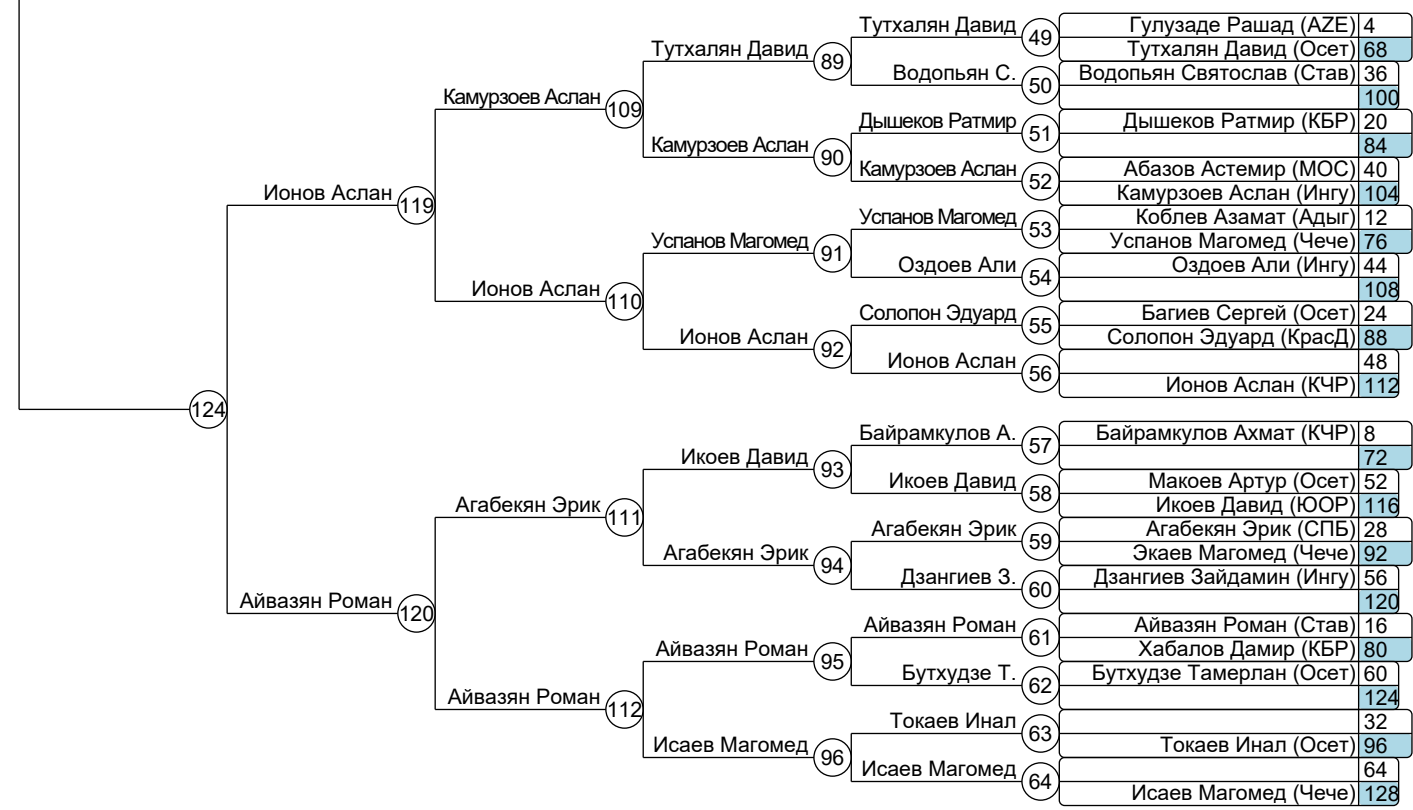 Тутхалян Давид 49 Гулузаде Рашад (AZE) 4
Тутхалян Давид 89 Тутхалян Давид (Осет) 68
Водопьян С. 50 Водопьян Святослав (Став) 36
Камурзоев Аслан 109 100
Дышеков Ратмир 51 Дышеков Ратмир (КБР) 20
Камурзоев Аслан 90 84
Камурзоев Аслан 52 Абазов Астемир (МОС) 40
Ионов Аслан 119 Камурзоев Аслан (Ингу) 104
Успанов Магомед 53 Коблев Азамат (Адыг) 12
Успанов Магомед 91 Успанов Магомед (Чече) 76
Оздоев Али 54 Оздоев Али (Ингу) 44
Ионов Аслан 110 108
Солопон Эдуард 55 Багиев Сергей (Осет) 24
Ионов Аслан 92 Солопон Эдуард (КрасД) 88
Ионов Аслан 56 48
Ионов Аслан (КЧР) 112
124
Байрамкулов А. 57 Байрамкулов Ахмат (КЧР) 8
Икоев Давид 93 72
Икоев Давид 58 Макоев Артур (Осет) 52
Агабекян Эрик 111 Икоев Давид (ЮОР) 116
Агабекян Эрик 59 Агабекян Эрик (СПБ) 28
Агабекян Эрик 94 Экаев Магомед (Чече) 92
Дзангиев З. 60 Дзангиев Зайдамин (Ингу) 56
Айвазян Роман 120 120
Айвазян Роман 61 Айвазян Роман (Став) 16
Айвазян Роман 95 Хабалов Дамир (КБР) 80
Бутхудзе Т. 62 Бутхудзе Тамерлан (Осет) 60
Айвазян Роман 112 124
Токаев Инал 63 32
Исаев Магомед 96 Токаев Инал (Осет) 96
Исаев Магомед 64 64
Исаев Магомед (Чече) 128